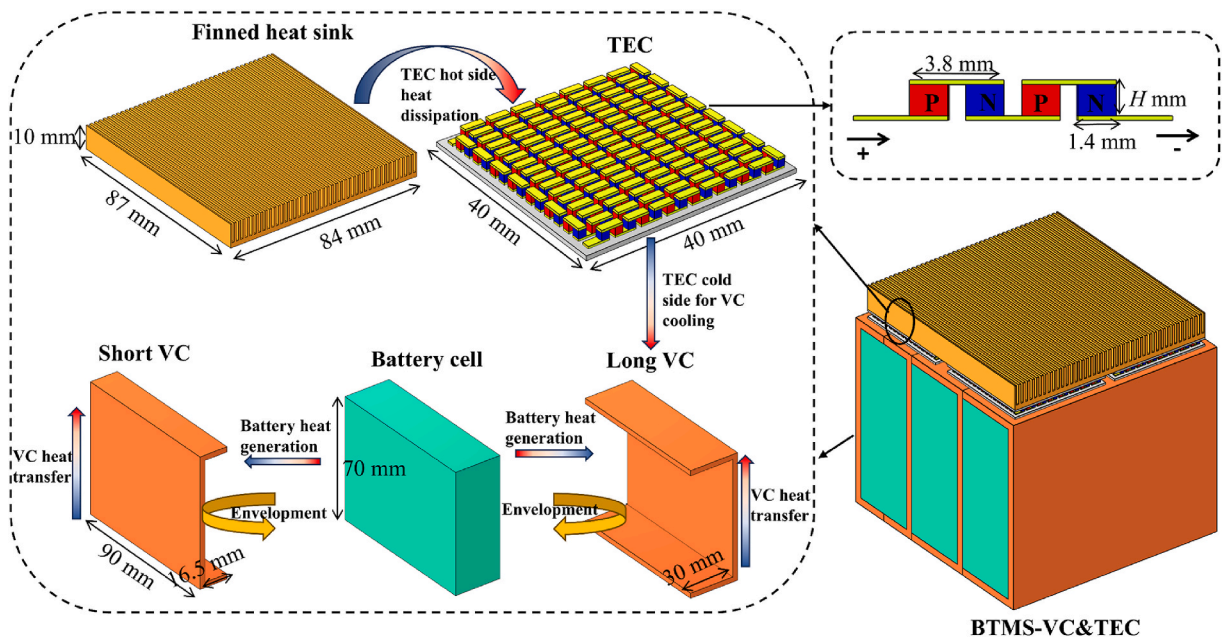 Finned heat sink
TEC
TEC hot side
heat
dissipation
10 mm
87 mm
84 mm
40 mm
40 mm
3.8 mm
P
N
P
N
H mm
1.4 mm
+
-
TEC cold
side for VC
cooling
Short VC
Battery cell
Long VC
VC heat
transfer
Battery heat
generation
70 mm
Battery heat
generation
Envelopment
Envelopment
VC heat
transfer
90 mm
16.5 mm
30 mm
BTMS-VC&TEC